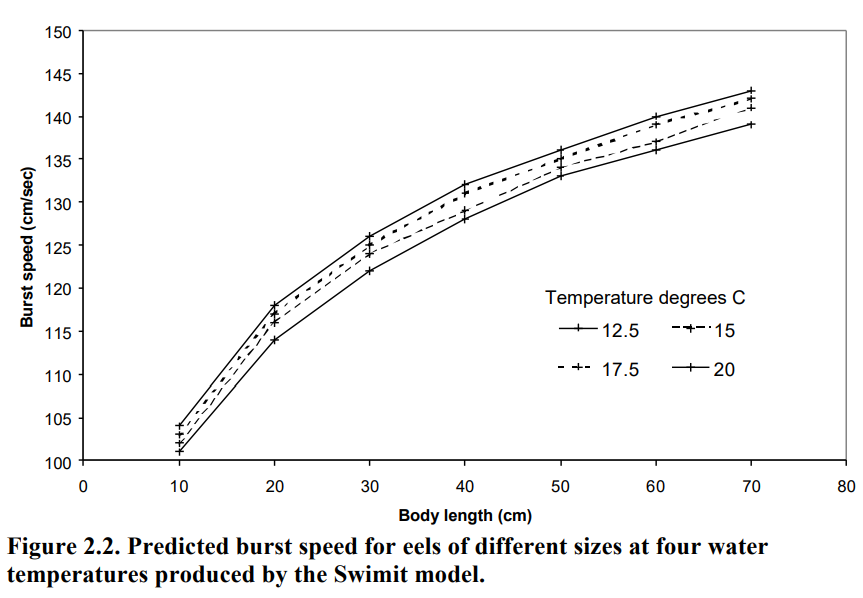 150
145
140
135
130
125
120
115
110
105
100
Burst speed (cm/sec)
Temperature degrees C
12.5 15
17.5 20
0 10 20 30 40 50 60 70 80
Body length (cm)
Figure 2.2. Predicted burst speed for eels of different sizes at four water
temperatures produced by the Swimit model.